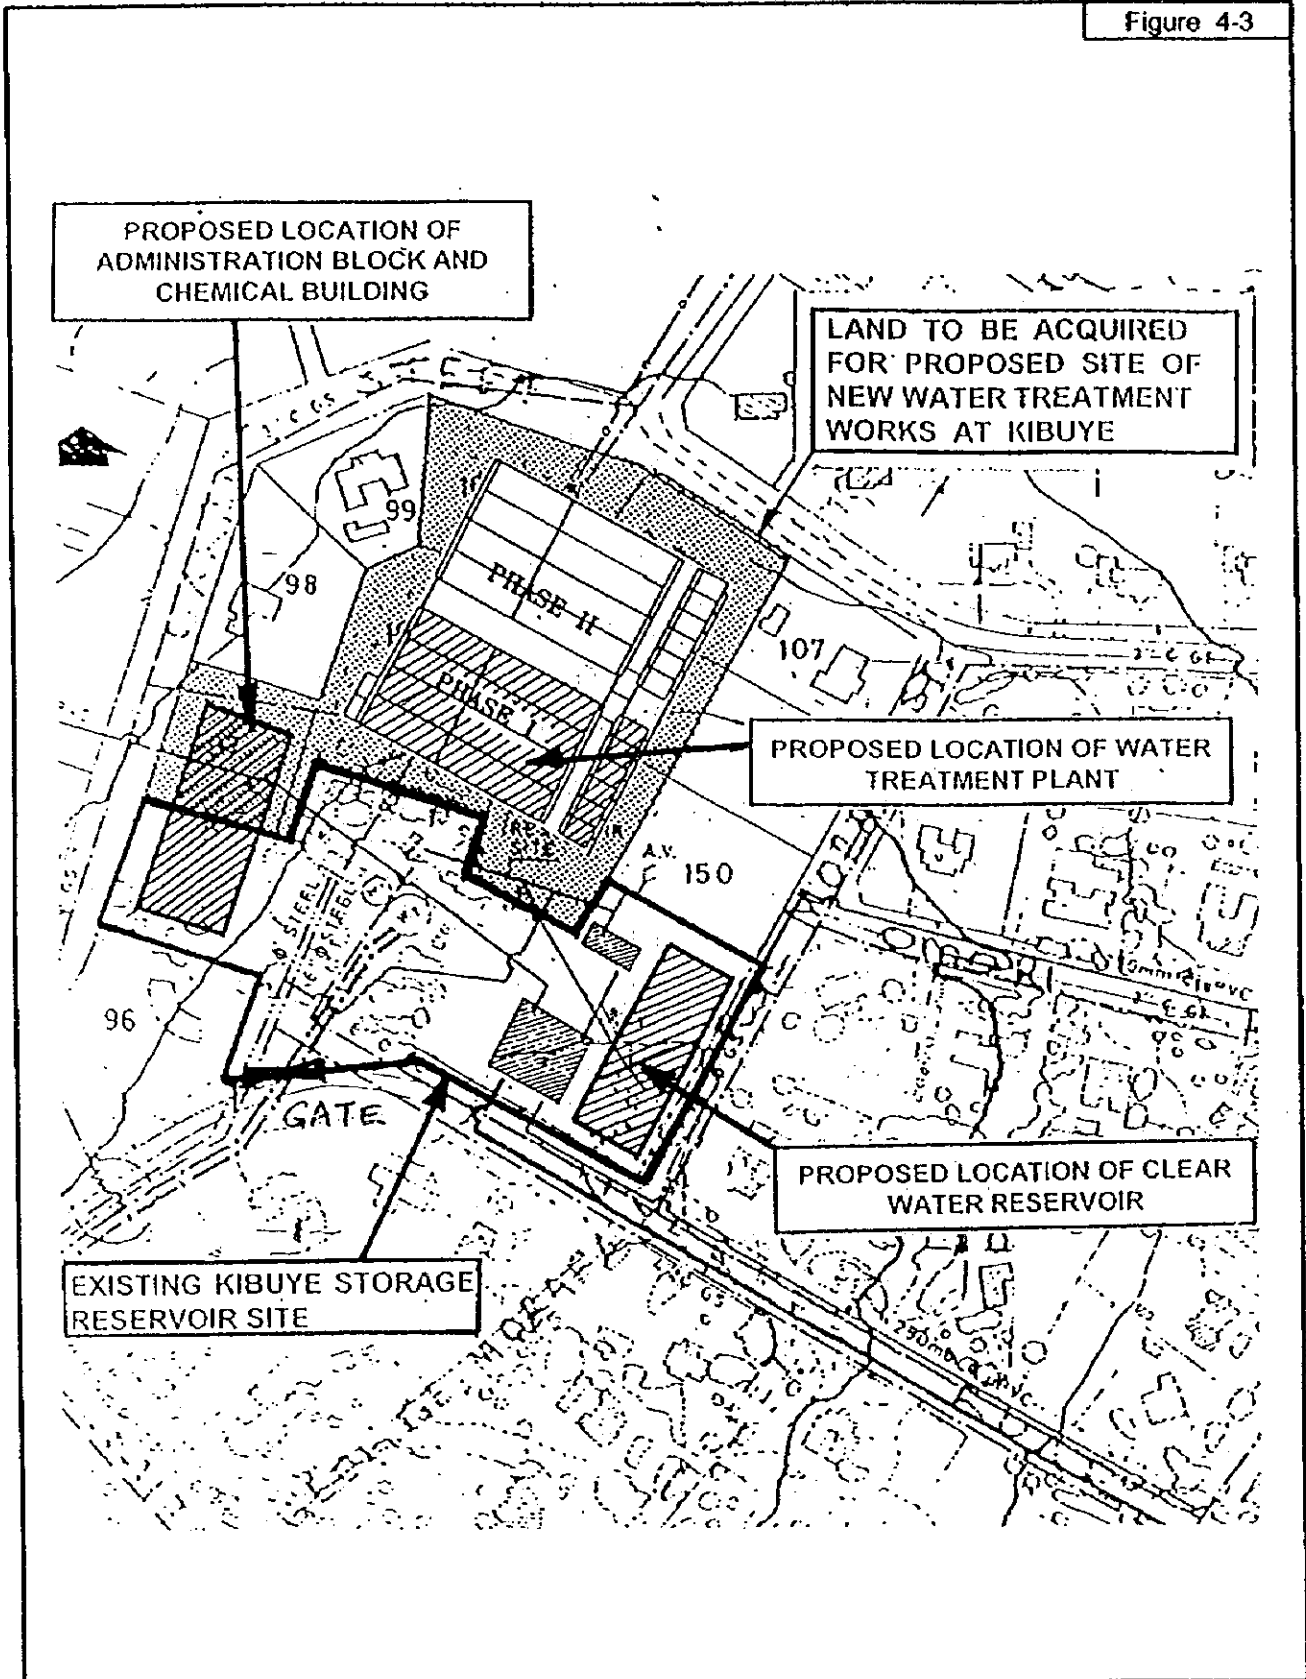 Figure 4-3
PROPOSED LOCATION OF
ADMINISTRATION BLOCK AND
CHEMICAL BUILDING
LAND TO BE ACQUIRED
FOR PROPOSED SITE OF
NEW WATER TREATMENT
WORKS AT KIBUYE
99
98
PHASE II
107
PHASE I
PROPOSED LOCATION OF WATER
TREATMENT PLANT
A.V.
150
STEEL
STEEL
96
GATE
PROPOSED LOCATION OF CLEAR
WATER RESERVOIR
EXISTING KIBUYE STORAGE
RESERVOIR SITE